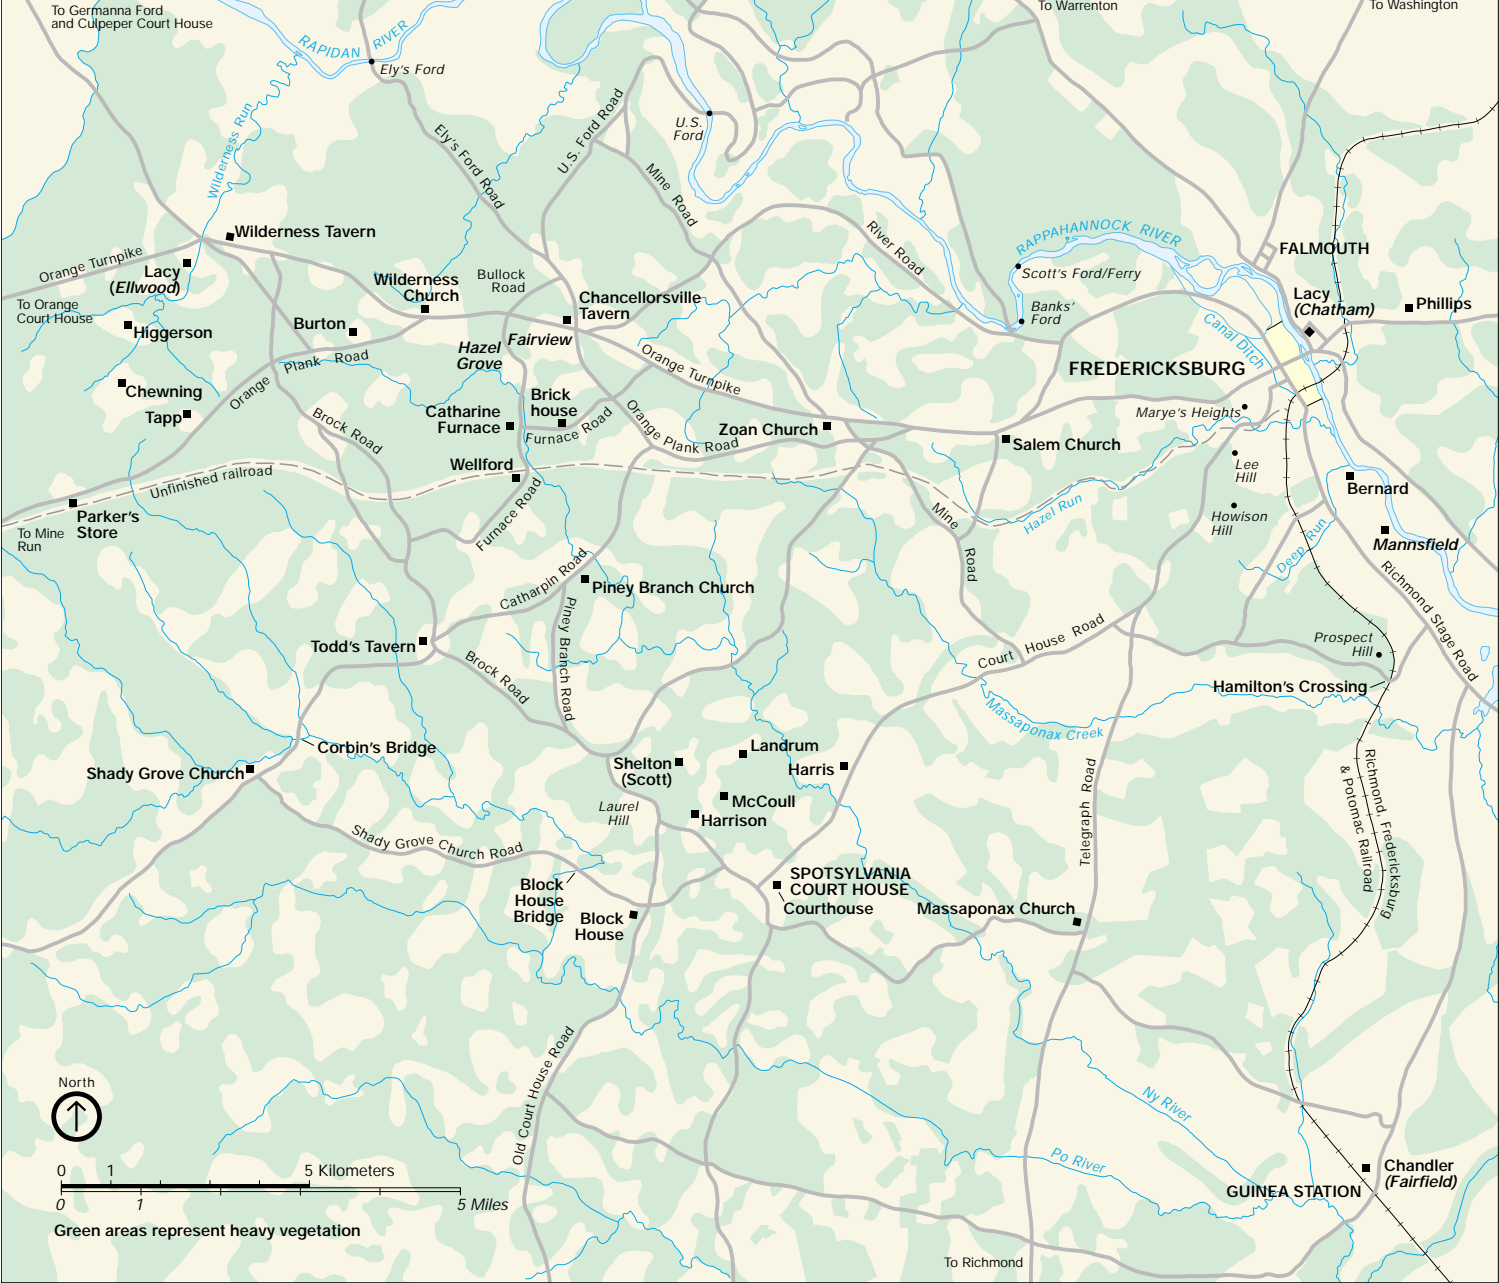 To Germanna Ford
and Culpeper Court House
To Warrenton
To Washington
RAPIDAN RIVER
Ely's Ford
U.S.
Ford
U.S. Ford Road
Ely's Ford Road
Mine Road
Wilderness Run
Wilderness Tavern
River Road
RAPPAHANNOCK RIVER
FALMOUTH
Orange Turnpike
Lacy
(Ellwood)
Wilderness
Church
Bullock
Road
Scott's Ford/Ferry
To Orange
Court House
Chancellorsville
Tavern
Banks'
Ford
Lacy
(Chatham)
Phillips
Higgerson
Burton
Fairview
Hazel
Grove
Canal Ditch
Plank Road
Orange
Orange Turnpike
FREDERICKSBURG
Chewning
Tapp
Brick
house
Catharine
Furnace
Furnace Road
Brock Road
Orange Plank Road
Zoan Church
Marye's Heights
Salem Church
Wellford
Lee
Hill
Unfinished railroad
Parker's
Store
Furnace Road
Bernard
Howison
Hill
Hazel Run
Mine
Road
To Mine
Run
Deep Run
Mannsfield
Catharpin Road
Piney Branch Church
Richmond Stage Road
Piney Branch Road
Todd's Tavern
Court House Road
Prospect
Hill
Brock Road
Hamilton's Crossing
Massaponax Creek
Corbin's Bridge
Landrum
Shady Grove Church
Shelton
(Scott)
Harris
Laurel
Hill
McCoull
Harrison
Telegraph Road
Richmond, Fredericksburg
& Potomac Railroad
Shady Grove Church Road
Block
House
Bridge
SPOTSYLVANIA
COURT HOUSE
Courthouse
Massaponax Church
Block
House
Old Court House Road
North
Ny River
Po River
0 1 5 Kilometers
0 1 5 Miles
Chandler
(Fairfield)
GUINEA STATION
Green areas represent heavy vegetation
To Richmond